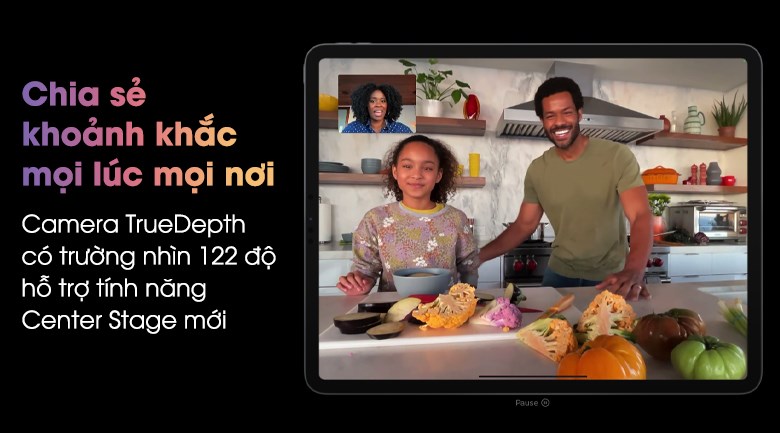 Chia sẻ
khoảnh khắc
mọi lúc mọi nơi
Camera TrueDepth
có trường nhìn 122 độ
hỗ trợ tính năng
Center Stage mới
Pause